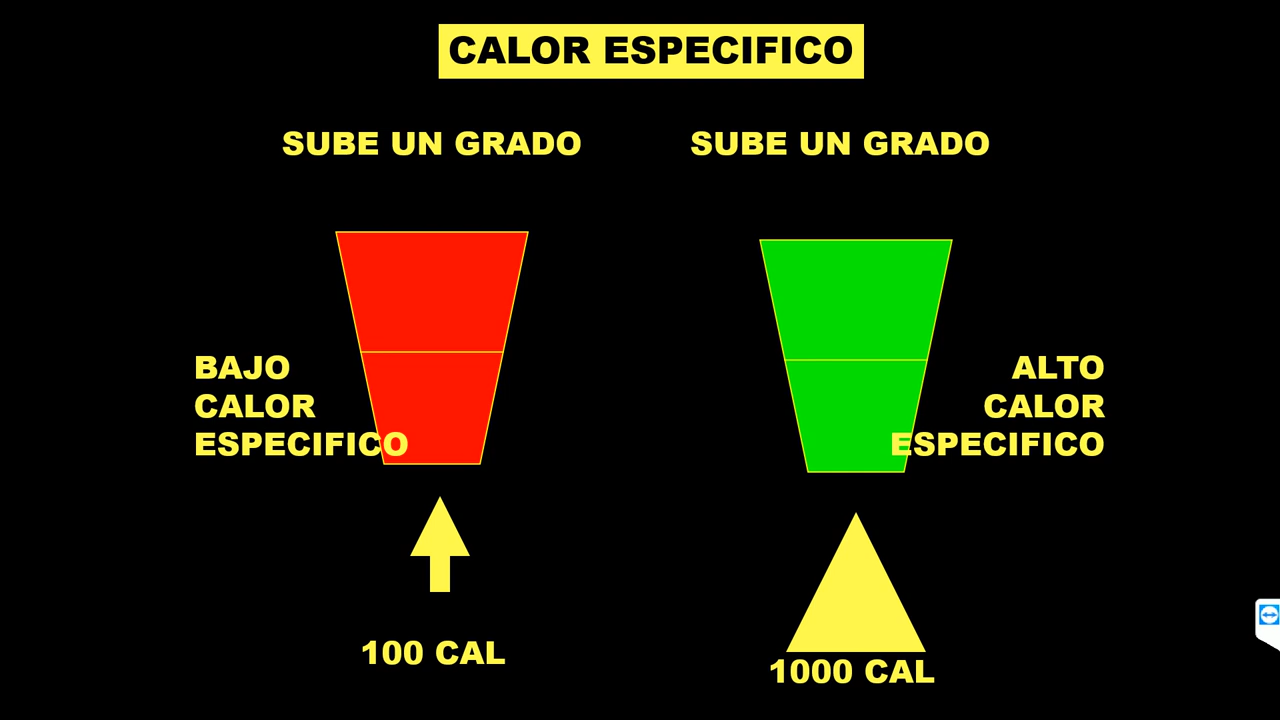 CALOR ESPECIFICO
SUBE UN GRADO
SUBE UN GRADO
BAJO
CALOR
ESPECIFICO
ALTO
CALOR
ESPECIFICO
100 CAL
1000 CAL